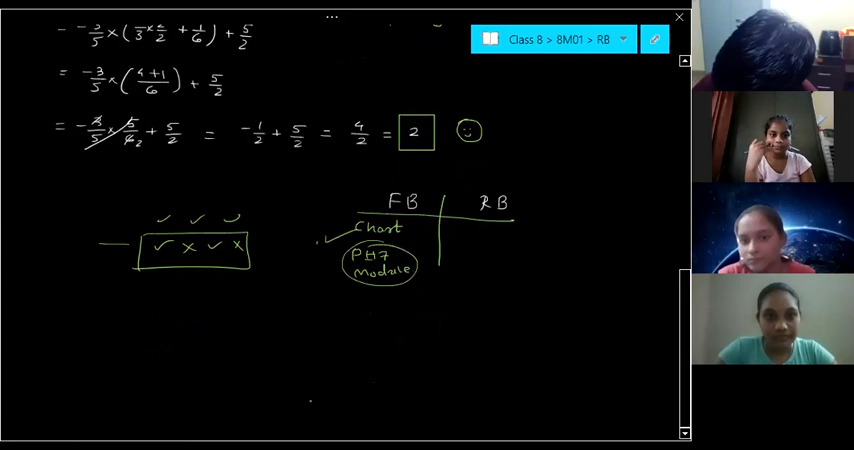 = -3/5 × (2/3 × 2/2 + 1/6) + 5/2
= -3/5 × (4+1/6) + 5/2
= -3/5 × 5/6 2 + 5/2 = -1/2 + 5/2 = 4/2 = 2
Class 8 > 8M01 > RB
FB RB
Chart
PH7
Module